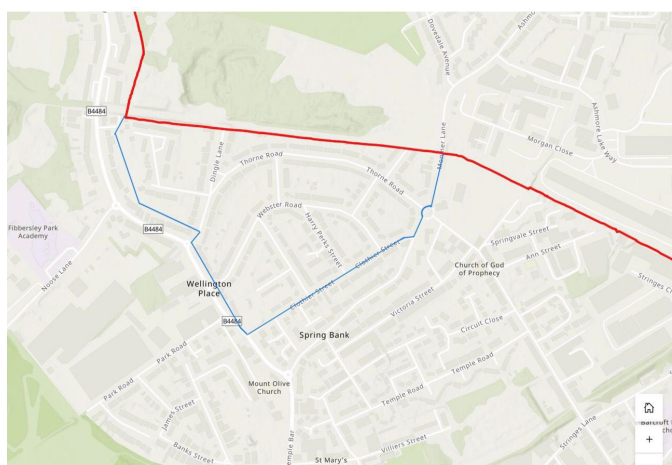 Dovedale Avenue
Ashmore Lake Way
B4484
Morgan Close
Dingle Lane
Thorne Road
Thorne Road
Webster Road
Harry Perks Street
Fibbersley Park
Academy
B4484
Noose Lane
Clothier Street
Springvale Street
Ann Street
Church of God
of Prophecy
Wellington
Place
Clothier Street
Victoria Street
Stringes
B4484
Spring Bank
Circuit Close
Park Road
Temple Road
Park Road
Mount Olive
Church
Temple Road
James Street
Temple Bar
Stringes Lane
Villiers Street
Banks Street
St Mary's
+